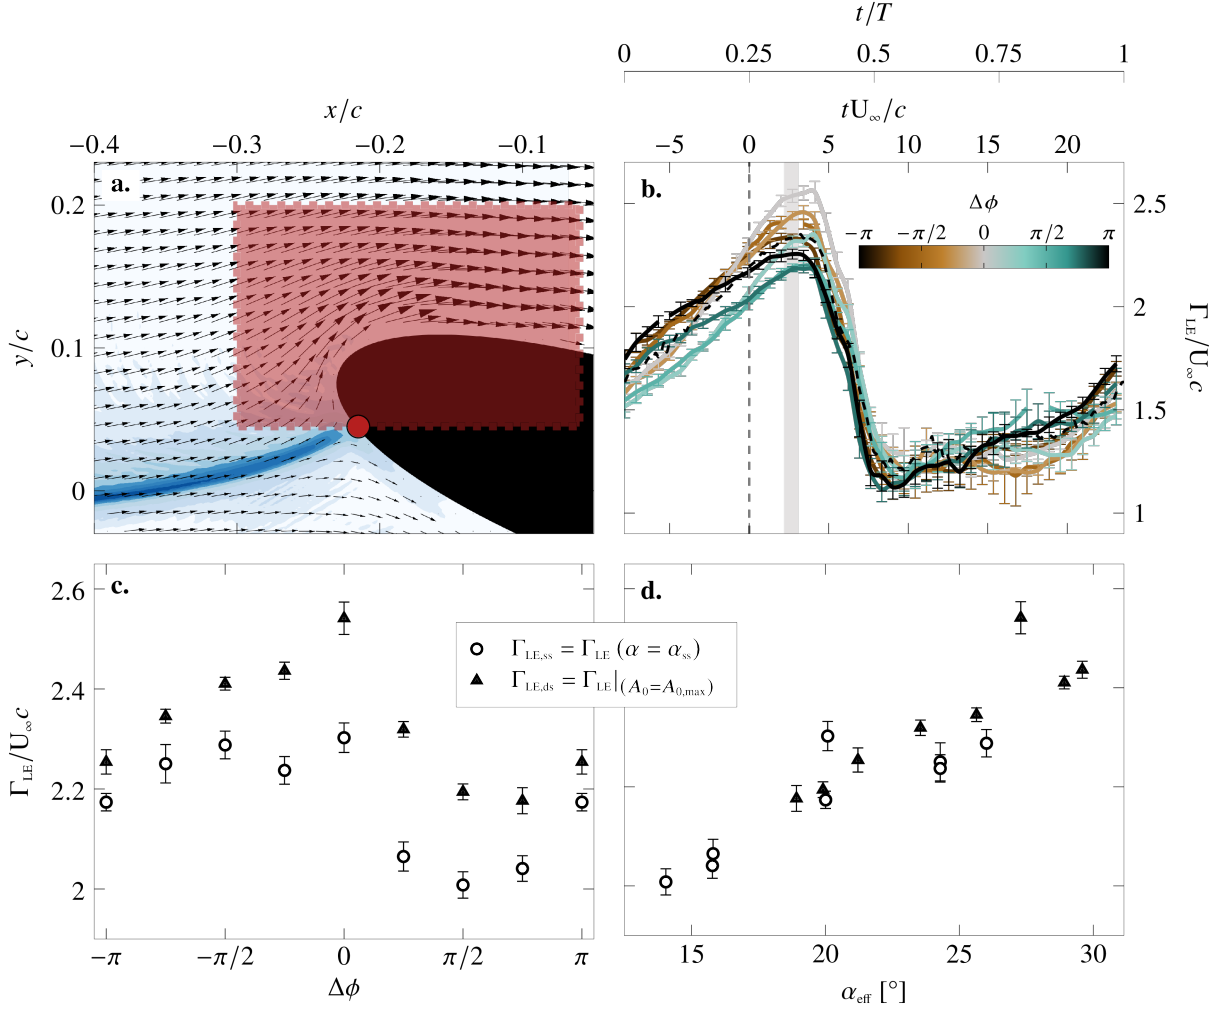 t/T
0 0.25 0.5 0.75 1
x/c
tU∞/c
−0.4 −0.3 −0.2 −0.1
−5 0 5 10 15 20
a.
b.
0.2
0.1
0
y/c
Δϕ
−π −π/2 0 π/2 π
2.5
2
1.5
1
Γ_LE/U∞c
c.
d.
2.6
2.4
2.2
2
Γ_LE/U∞c
Γ_LE,ss = Γ_LE (α = α_ss)
Γ_LE,ds = Γ_LE|(A_0=A_0,max)
−π −π/2 0 π/2 π
Δϕ
15 20 25 30
α_eff [°]